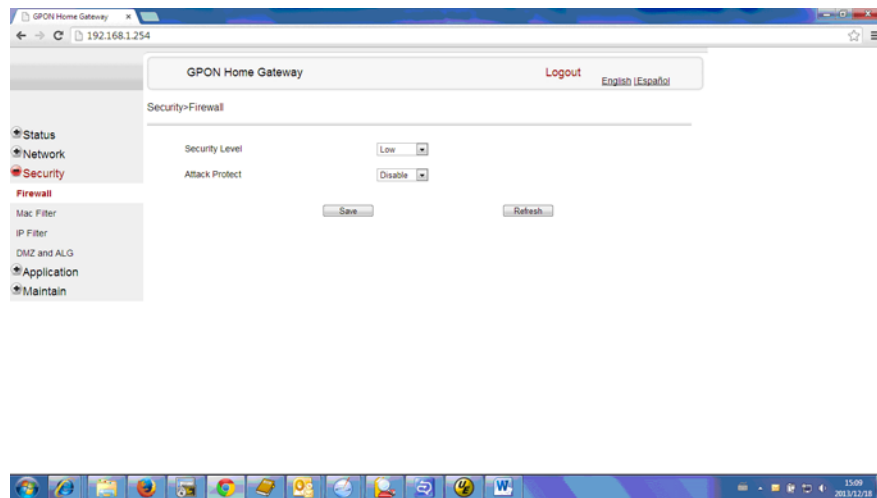 GPON Home Gateway
192.168.1.254
GPON Home Gateway
Logout
English |Español
Security>Firewall
Status
Network
Security
Firewall
Mac Filter
IP Filter
DMZ and ALG
Application
Maintain
Security Level
Low
Attack Protect
Disable
Save
Refresh
15:09
2013/12/18